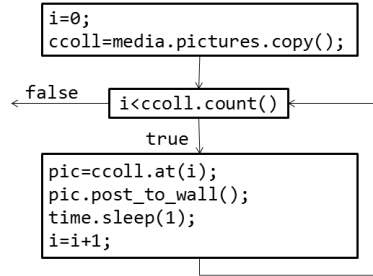 i=0;
ccoll=media.pictures.copy();
false
i<ccoll.count()
true
pic=ccoll.at(i);
pic.post_to_wall();
time.sleep(1);
i=i+1;